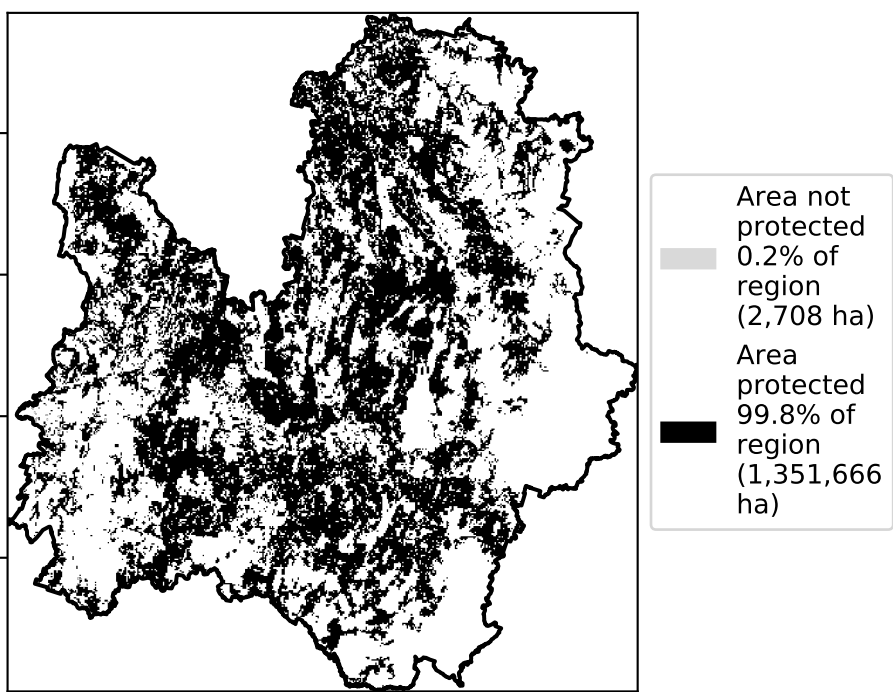 Area not
protected
0.2% of
region
(2,708 ha)
Area
protected
99.8% of
region
(1,351,666
ha)